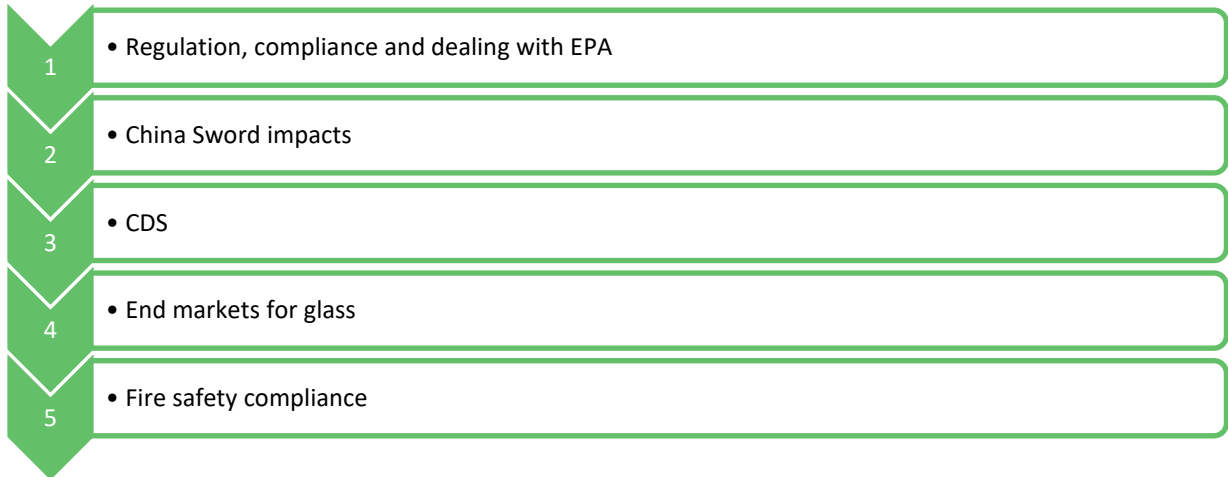 1 • Regulation, compliance and dealing with EPA
2 • China Sword impacts
3 • CDS
4 • End markets for glass
5 • Fire safety compliance